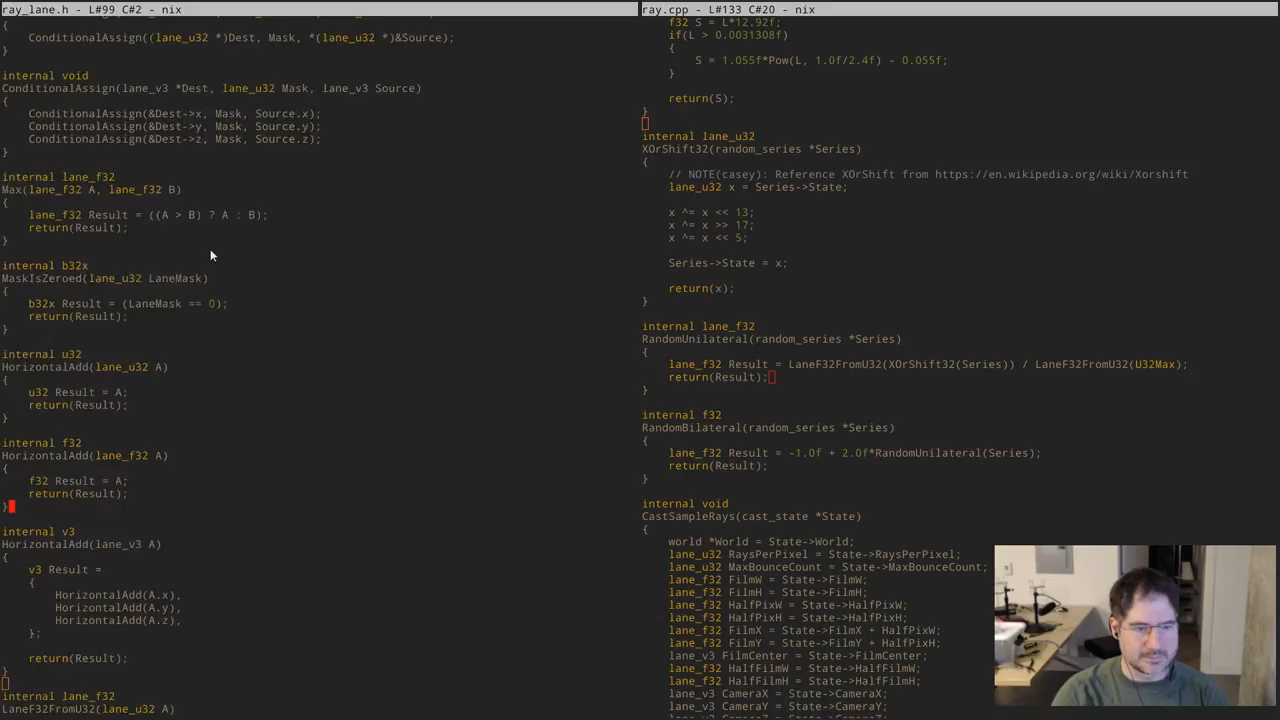 ray_lane.h - L#99 C#2 - nix
{
ConditionalAssign((lane_u32 *)Dest, Mask, *(lane_u32 *)&Source);
}
internal void
ConditionalAssign(lane_v3 *Dest, lane_u32 Mask, lane_v3 Source)
{
ConditionalAssign(&Dest->x, Mask, Source.x);
ConditionalAssign(&Dest->y, Mask, Source.y);
ConditionalAssign(&Dest->z, Mask, Source.z);
}
internal lane_f32
Max(lane_f32 A, lane_f32 B)
{
lane_f32 Result = ((A > B) ? A : B);
return(Result);
}
internal b32x
MaskIsZeroed(lane_u32 LaneMask)
{
b32x Result = (LaneMask == 0);
return(Result);
}
internal u32
HorizontalAdd(lane_u32 A)
{
u32 Result = A;
return(Result);
}
internal f32
HorizontalAdd(lane_f32 A)
{
f32 Result = A;
return(Result);
}
internal v3
HorizontalAdd(lane_v3 A)
{
v3 Result =
{
HorizontalAdd(A.x),
HorizontalAdd(A.y),
HorizontalAdd(A.z),
};
return(Result);
}
internal lane_f32
LaneF32FromU32(lane_u32 A)
ray.cpp - L#133 C#20 - nix
f32 S = L*12.92f;
if(L > 0.0031308f)
{
S = 1.055f*Pow(L, 1.0f/2.4f) - 0.055f;
}
return(S);
}
internal lane_u32
XOrShift32(random_series *Series)
{
// NOTE(casey): Reference XOrShift from https://en.wikipedia.org/wiki/Xorshift
lane_u32 x = Series->State;
x ^= x << 13;
x ^= x >> 17;
x ^= x << 5;
Series->State = x;
return(x);
}
internal lane_f32
RandomUnilateral(random_series *Series)
{
lane_f32 Result = LaneF32FromU32(XOrShift32(Series)) / LaneF32FromU32(U32Max);
return(Result);
}
internal f32
RandomBilateral(random_series *Series)
{
lane_f32 Result = -1.0f + 2.0f*RandomUnilateral(Series);
return(Result);
}
internal void
CastSampleRays(cast_state *State)
{
world *World = State->World;
lane_u32 RaysPerPixel = State->RaysPerPixel;
lane_u32 MaxBounceCount = State->MaxBounceCount;
lane_f32 FilmW = State->FilmW;
lane_f32 FilmH = State->FilmH;
lane_f32 HalfPixW = State->HalfPixW;
lane_f32 HalfPixH = State->HalfPixH;
lane_f32 FilmX = State->FilmX + HalfPixW;
lane_f32 FilmY = State->FilmY + HalfPixH;
lane_v3 FilmCenter = State->FilmCenter;
lane_f32 HalfFilmW = State->HalfFilmW;
lane_f32 HalfFilmH = State->HalfFilmH;
lane_v3 CameraX = State->CameraX;
lane_v3 CameraY = State->CameraY;